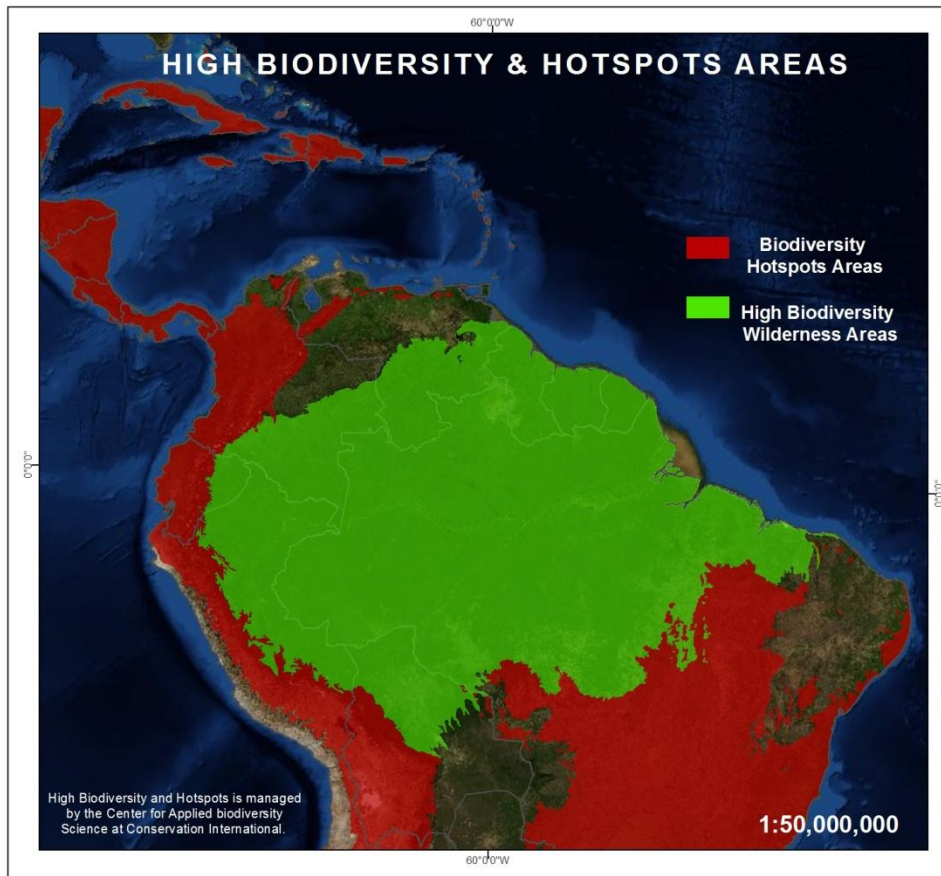 60°0'0"W
HIGH BIODIVERSITY & HOTSPOTS AREAS
Biodiversity
Hotspots Areas
High Biodiversity
Wilderness Areas
0°0'0"
0°0'0"
High Biodiversity and Hotspots is managed
by the Center for Applied biodiversity
Science at Conservation International.
1:50,000,000
60°0'0"W